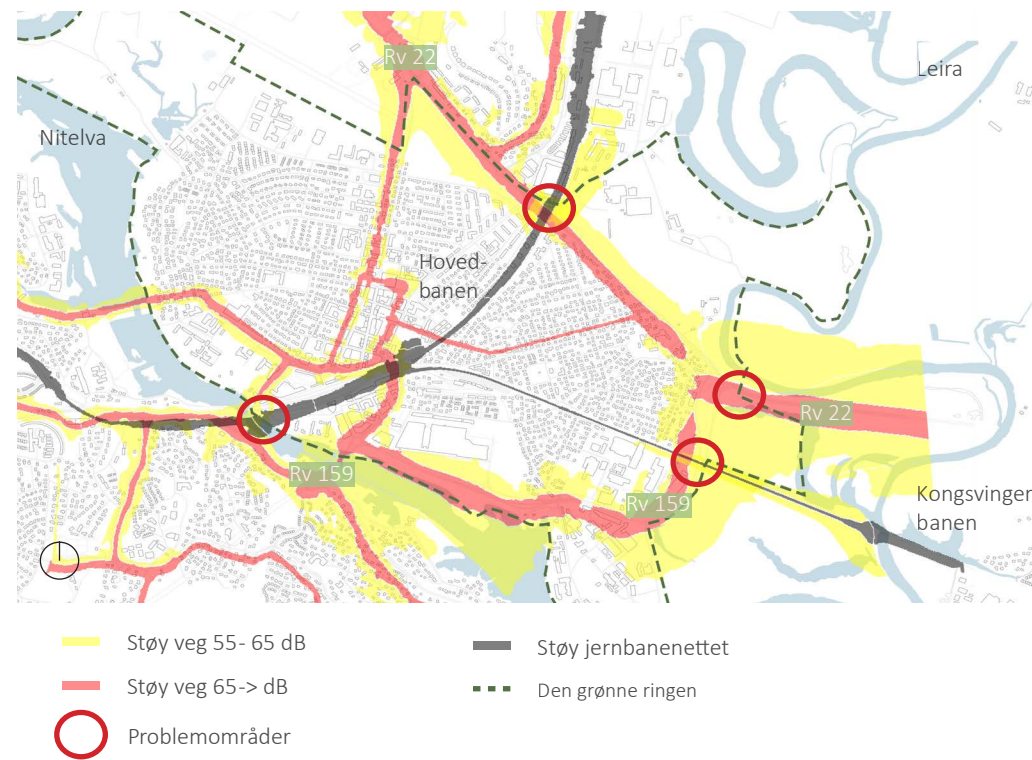 Rv 22
Leira
Nitelva
Hoved-
banen
Rv 22
Rv 159
Rv 159
Kongsvinger
banen
Støy veg 55- 65 dB
Støy jernbanenettet
Støy veg 65-> dB
Den grønne ringen
Problemområder